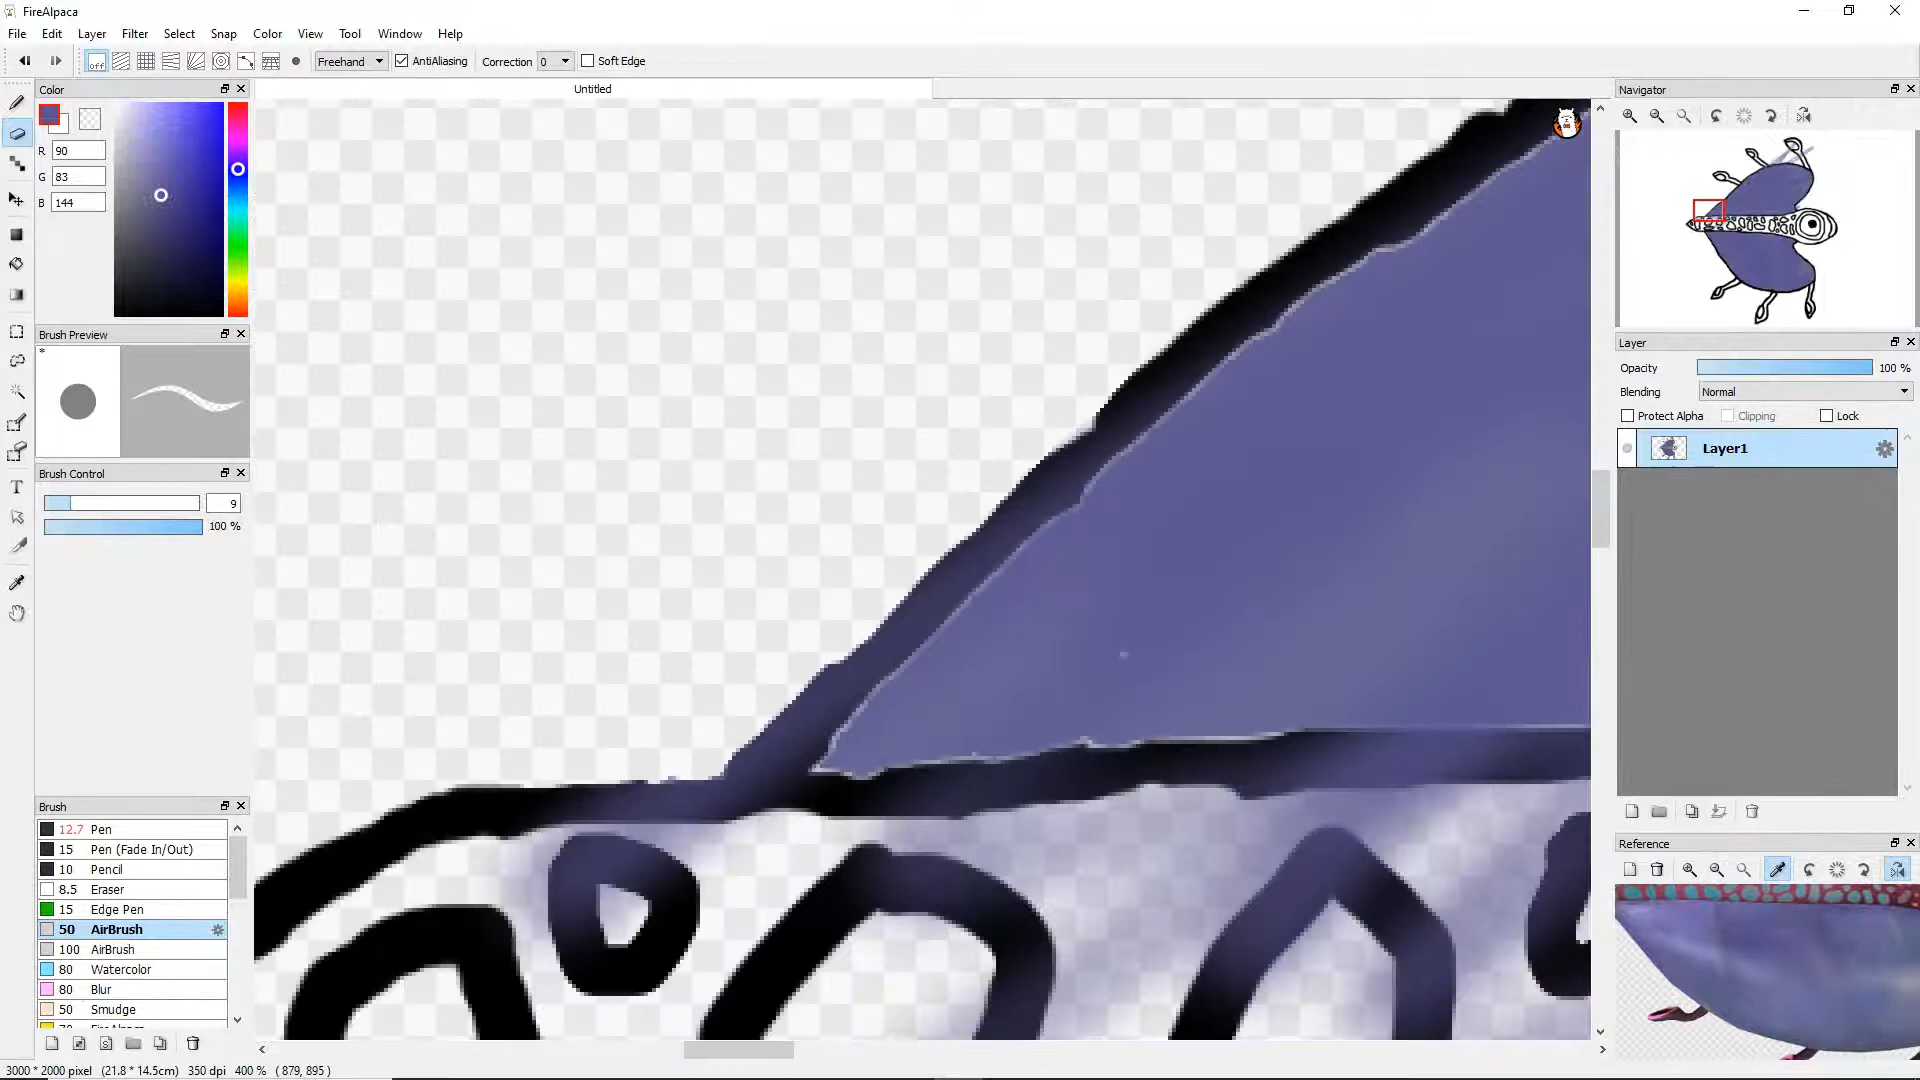 FireAlpaca
File Edit Layer Filter Select Snap Color View Tool Window Help
off Freehand AntiAliasing Correction 0 Soft Edge
Color
Untitled
Navigator
R 90
G 83
B 144
Brush Preview
*
Layer
Opacity 100 %
Blending Normal
Protect Alpha Clipping Lock
Layer1
Brush Control
9
100 %
T
Brush
12.7 Pen
15 Pen (Fade In/Out)
10 Pencil
8.5 Eraser
15 Edge Pen
50 AirBrush
100 AirBrush
80 Watercolor
80 Blur
50 Smudge
Reference
3000 * 2000 pixel (21.8 * 14.5cm) 350 dpi 400 % ( 879, 895 )